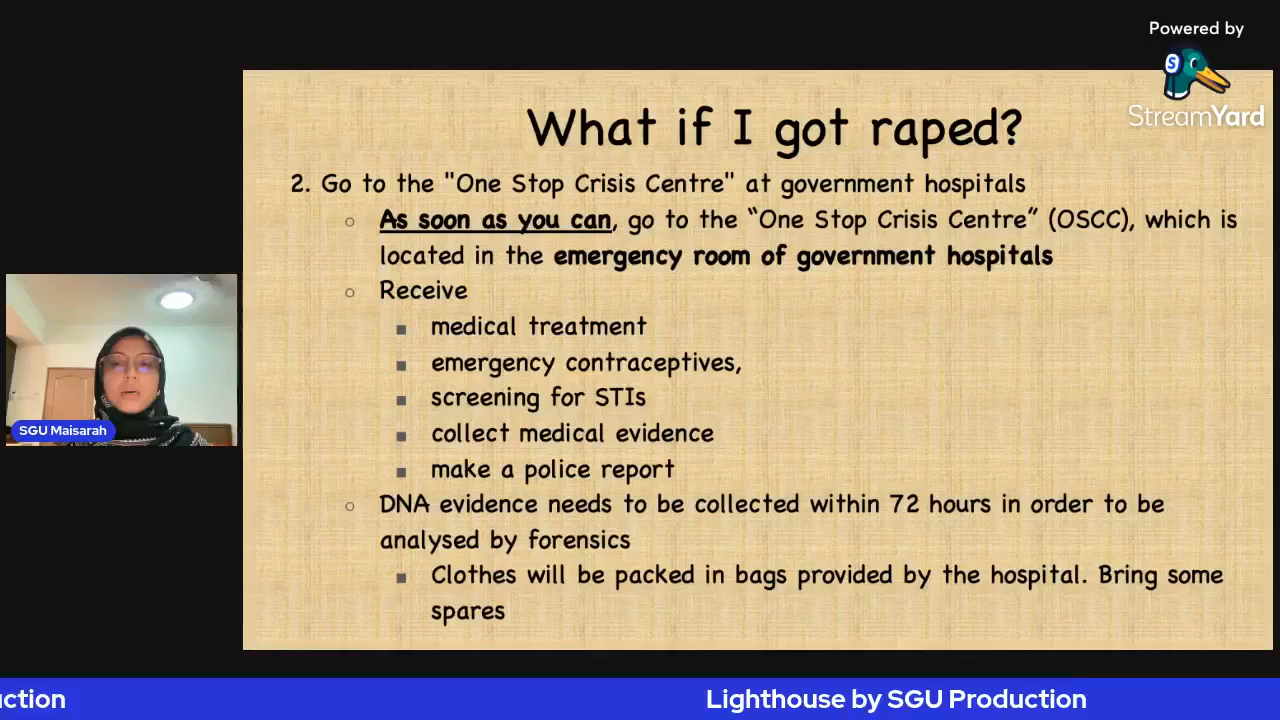 Powered by
StreamYard
What if I got raped?
2. Go to the "One Stop Crisis Centre" at government hospitals
○ As soon as you can, go to the “One Stop Crisis Centre” (OSCC), which is
located in the emergency room of government hospitals
○ Receive
■ medical treatment
■ emergency contraceptives,
■ screening for STIs
■ collect medical evidence
■ make a police report
○ DNA evidence needs to be collected within 72 hours in order to be
analysed by forensics
■ Clothes will be packed in bags provided by the hospital. Bring some
spares
SGU Maisarah
Lighthouse by SGU Production